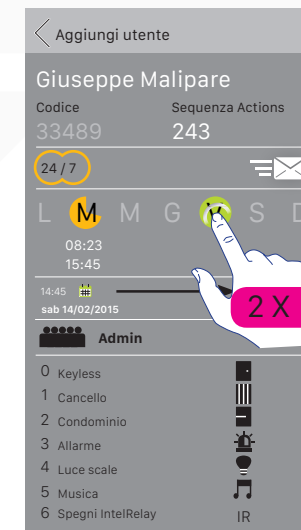 Aggiungi utente
Giuseppe Malipare
Codice Sequenza Actions
33489 243
24 / 7
L M M G S D
08:23
15:45
14:45
sab 14/02/2015
2 X
Admin
0 Keyless
1 Cancello
2 Condominio
3 Allarme
4 Luce scale
5 Musica
6 Spegni IntelRelay IR